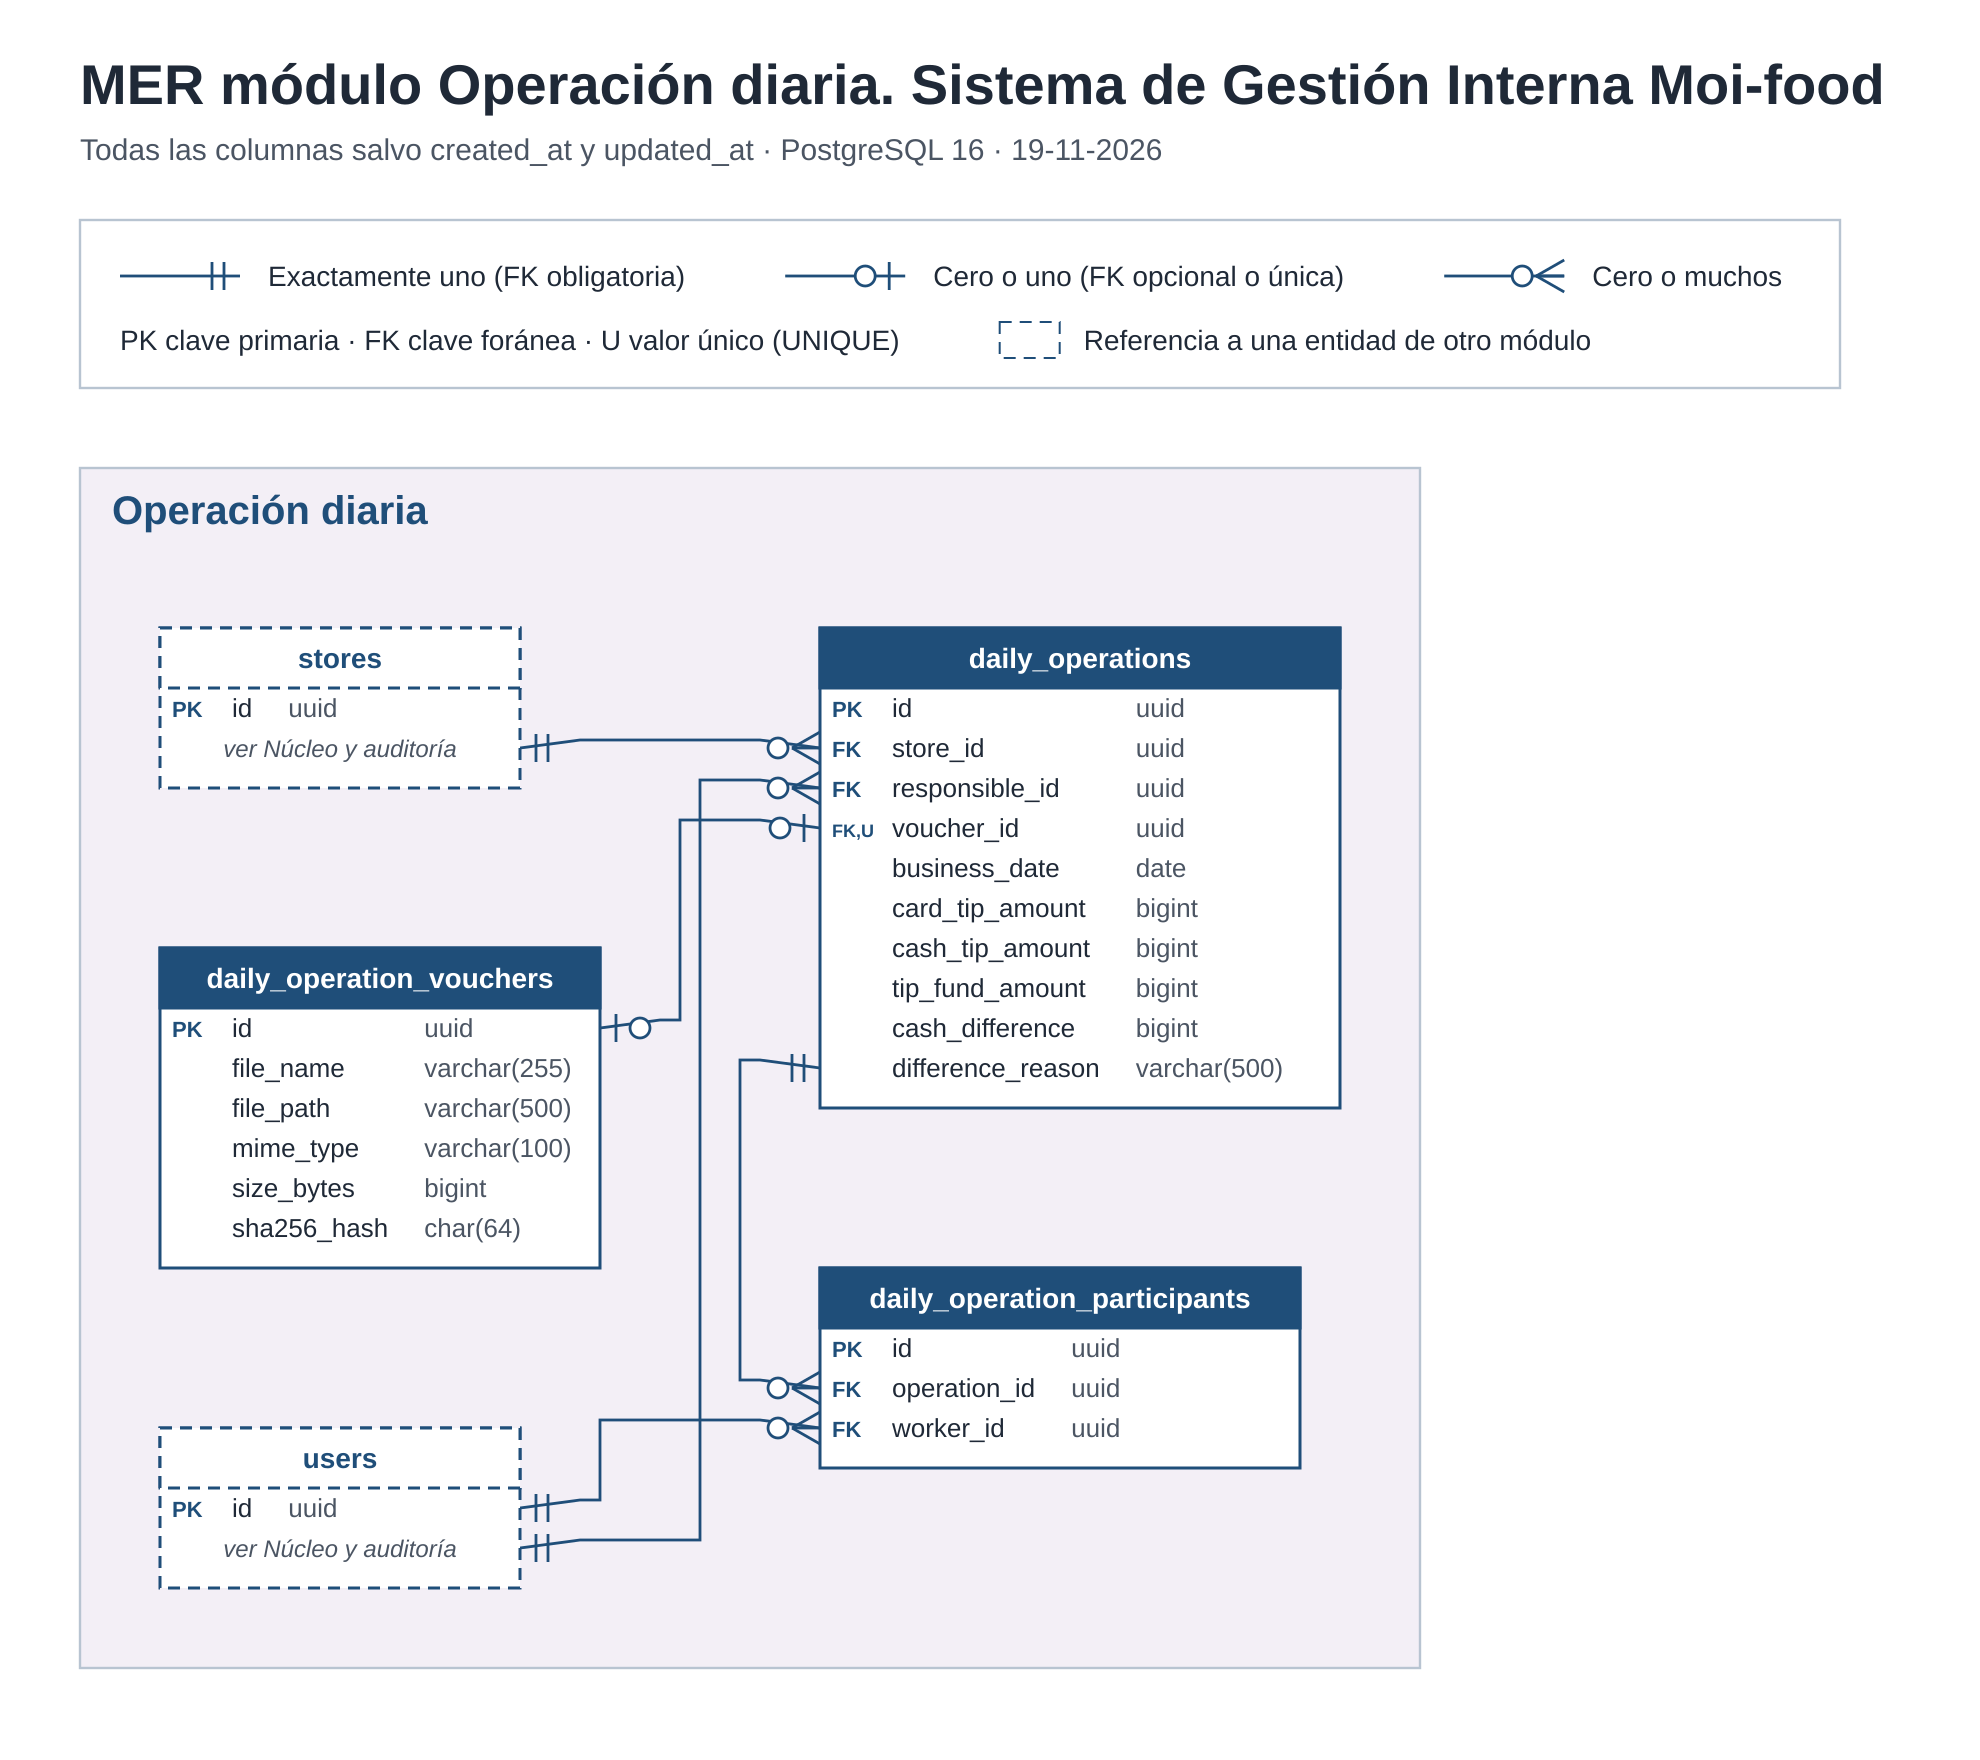 MER módulo Operación diaria. Sistema de Gestión Interna Moi-food
Todas las columnas salvo created_at y updated_at · PostgreSQL 16 · 19-11-2026
Exactamente uno (FK obligatoria)
Cero o uno (FK opcional o única)
Cero o muchos
PK clave primaria · FK clave foránea · U valor único (UNIQUE)
Referencia a una entidad de otro módulo
Operación diaria
stores
PK id uuid
ver Núcleo y auditoría
daily_operations
PK id uuid
FK store_id uuid
FK responsible_id uuid
FK,U voucher_id uuid
business_date date
card_tip_amount bigint
cash_tip_amount bigint
tip_fund_amount bigint
cash_difference bigint
difference_reason varchar(500)
daily_operation_vouchers
PK id uuid
file_name varchar(255)
file_path varchar(500)
mime_type varchar(100)
size_bytes bigint
sha256_hash char(64)
daily_operation_participants
PK id uuid
FK operation_id uuid
FK worker_id uuid
users
PK id uuid
ver Núcleo y auditoría